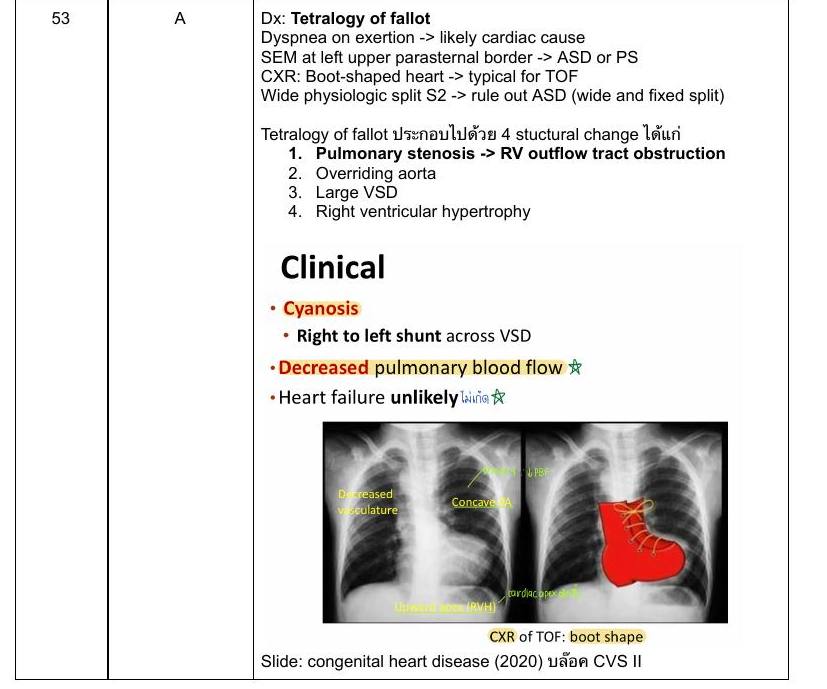 53
A
Dx: Tetralogy of fallot
Dyspnea on exertion -> likely cardiac cause
SEM at left upper parasternal border -> ASD or PS
CXR: Boot-shaped heart -> typical for TOF
Wide physiologic split S2 -> rule out ASD (wide and fixed split)
Tetralogy of fallot ประกอบไปด้วย 4 stuctural change ได้แก่
1. Pulmonary stenosis -> RV outflow tract obstruction
2. Overriding aorta
3. Large VSD
4. Right ventricular hypertrophy
Clinical
• Cyanosis
• Right to left shunt across VSD
• Decreased pulmonary blood flow
• Heart failure unlikely ไม่เกิด
↓ PBF
Decreased
vasculature
Concave PA
cardiac apex
Upward apex (RVH)
CXR of TOF: boot shape
Slide: congenital heart disease (2020) บล๊อค CVS II